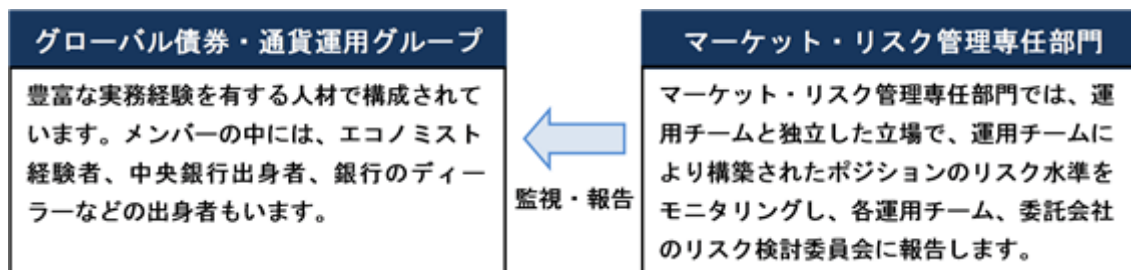 グローバル債券・通貨運用グループ
豊富な実務経験を有する人材で構成されて
います。メンバーの中には、エコノミスト
経験者、中央銀行出身者、銀行のディー
ラーなどの出身者もいます。
監視・報告
マーケット・リスク管理専任部門
マーケット・リスク管理専任部門では、運
用チームと独立した立場で、運用チームに
より構築されたポジションのリスク水準を
モニタリングし、各運用チーム、委託会社
のリスク検討委員会に報告します。